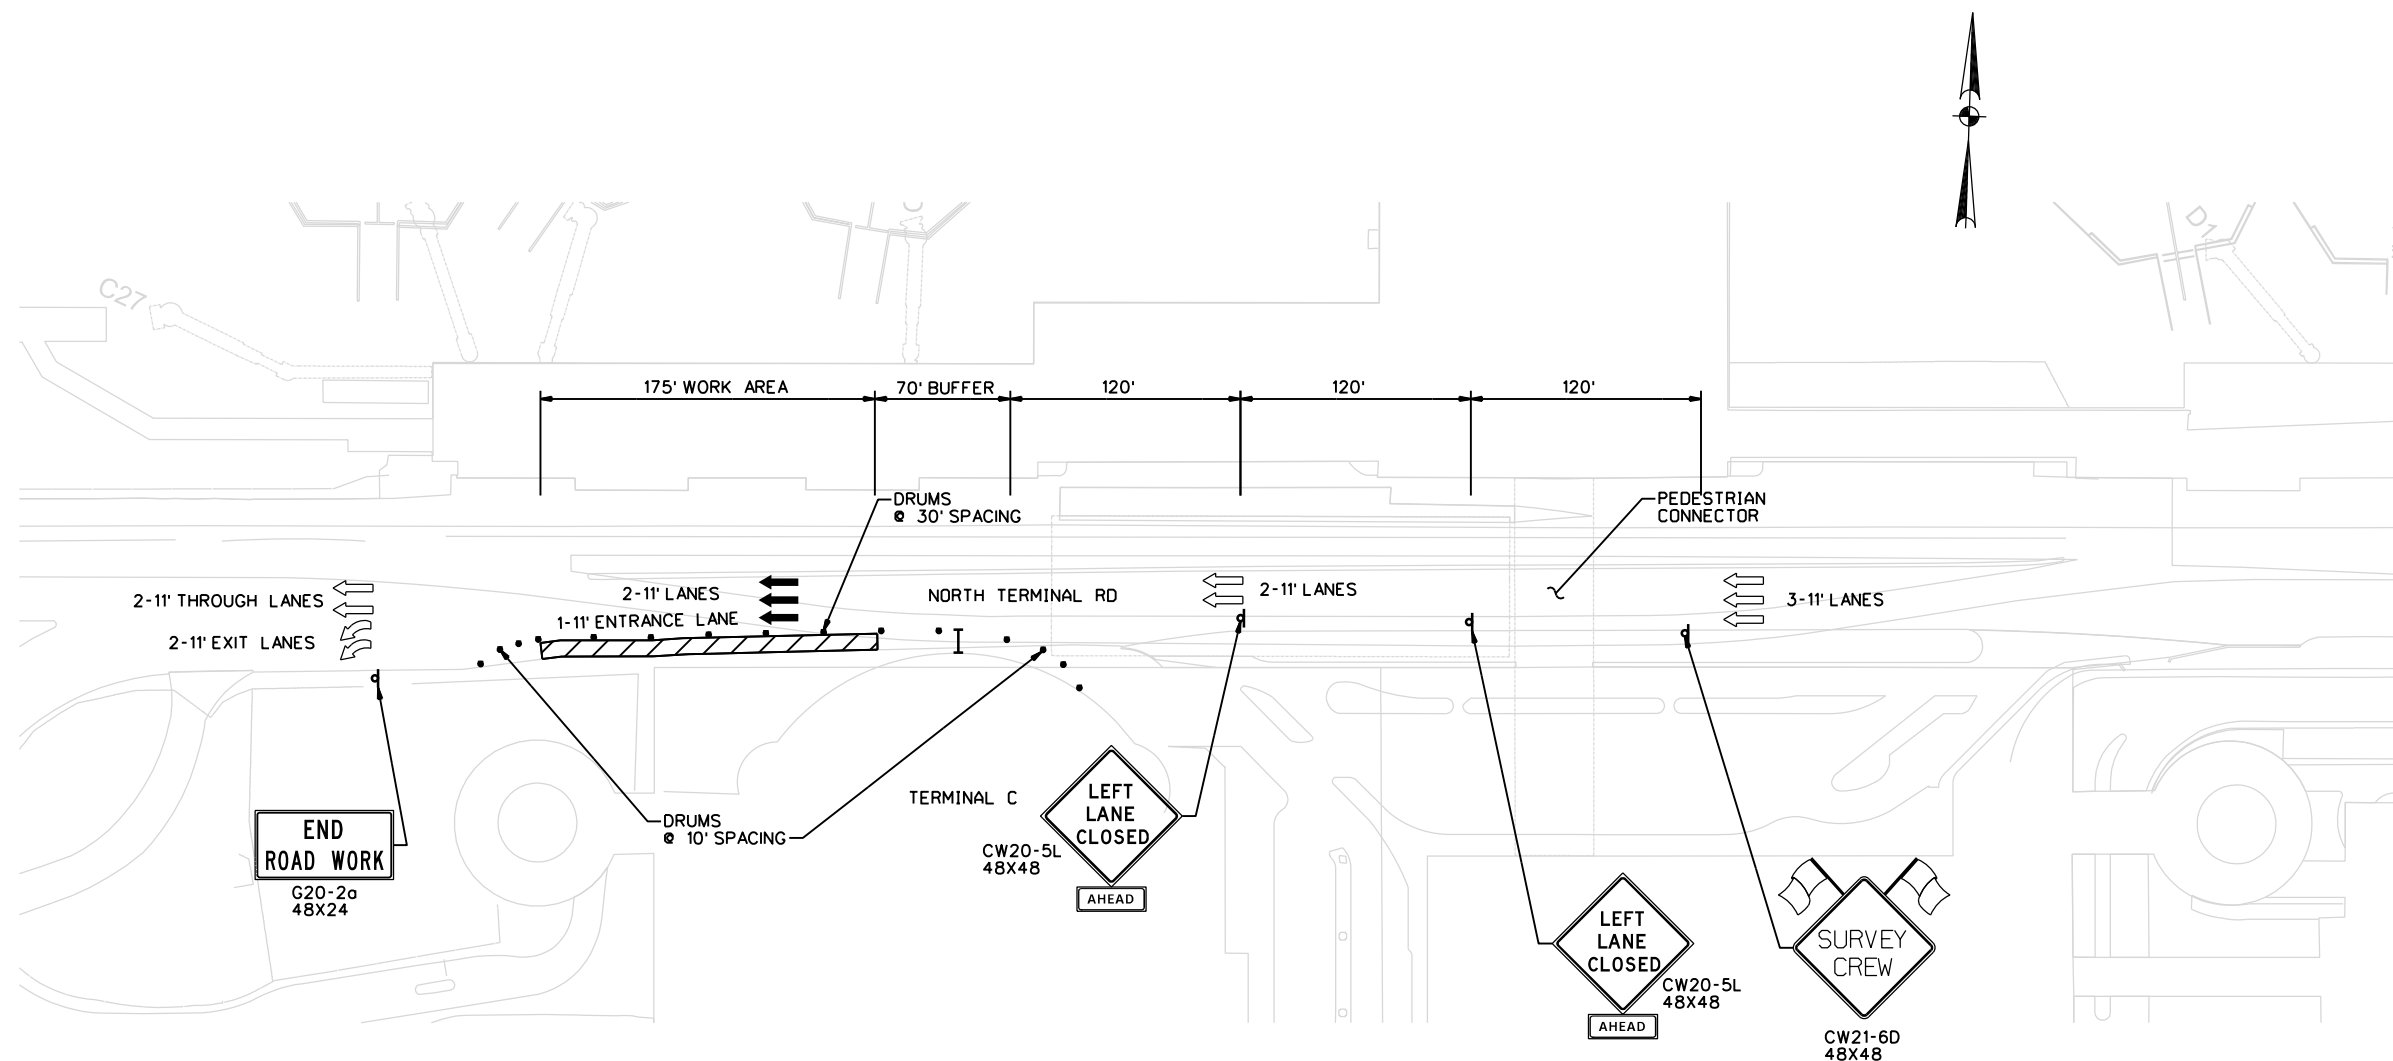 C27
C
D1
175' WORK AREA
70' BUFFER
120'
120'
120'
DRUMS
@ 30' SPACING
PEDESTRIAN
CONNECTOR
2-11' THROUGH LANES
2-11' EXIT LANES
2-11' LANES
1-11' ENTRANCE LANE
NORTH TERMINAL RD
2-11' LANES
3-11' LANES
TERMINAL C
DRUMS
@ 10' SPACING
END
ROAD WORK
G20-2a
48X24
LEFT
LANE
CLOSED
CW20-5L
48X48
AHEAD
LEFT
LANE
CLOSED
CW20-5L
48X48
AHEAD
SURVEY
CREW
CW21-6D
48X48